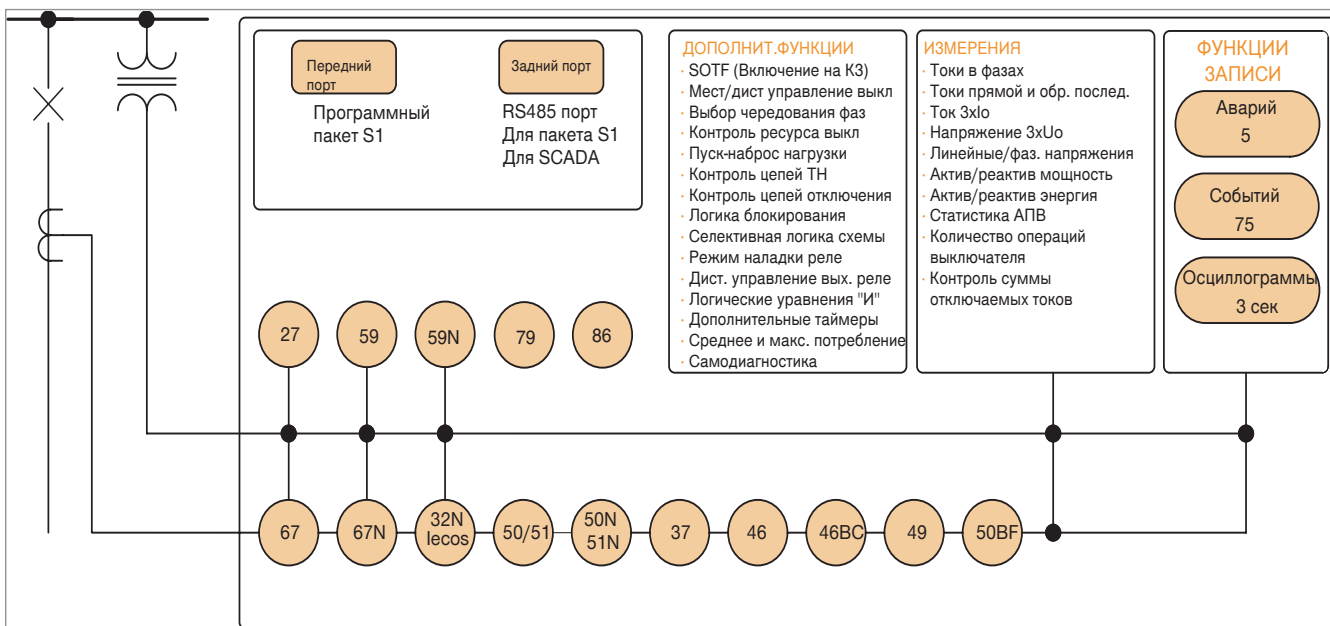 Передний
порт
Программный
пакет S1
Задний порт
RS485 порт
Для пакета S1
Для SCADA
ДОПОЛНИТ.ФУНКЦИИ
· SOTF (Включение на КЗ)
· Мест/дист управление выкл
· Выбор чередования фаз
· Контроль ресурса выкл
· Пуск-наброс нагрузки
· Контроль цепей ТН
· Контроль цепей отключения
· Логика блокирования
· Селективная логика схемы
· Режим наладки реле
· Дист. управление вых. реле
· Логические уравнения "И"
· Дополнительные таймеры
· Среднее и макс. потребление
· Самодиагностика
ИЗМЕРЕНИЯ
· Токи в фазах
· Токи прямой и обр. послед.
· Ток 3xIo
· Напряжение 3xUo
· Линейные/фаз. напряжения
· Актив/реактив мощность
· Актив/реактив энергия
· Статистика АПВ
· Количество операций
выключателя
· Контроль суммы
отключаемых токов
ФУНКЦИИ
ЗАПИСИ
Аварий
5
Событий
75
Осциллограммы
3 сек
27
59
59N
79
86
67
67N
32N
Iecos
50/51
50N
51N
37
46
46BC
49
50BF